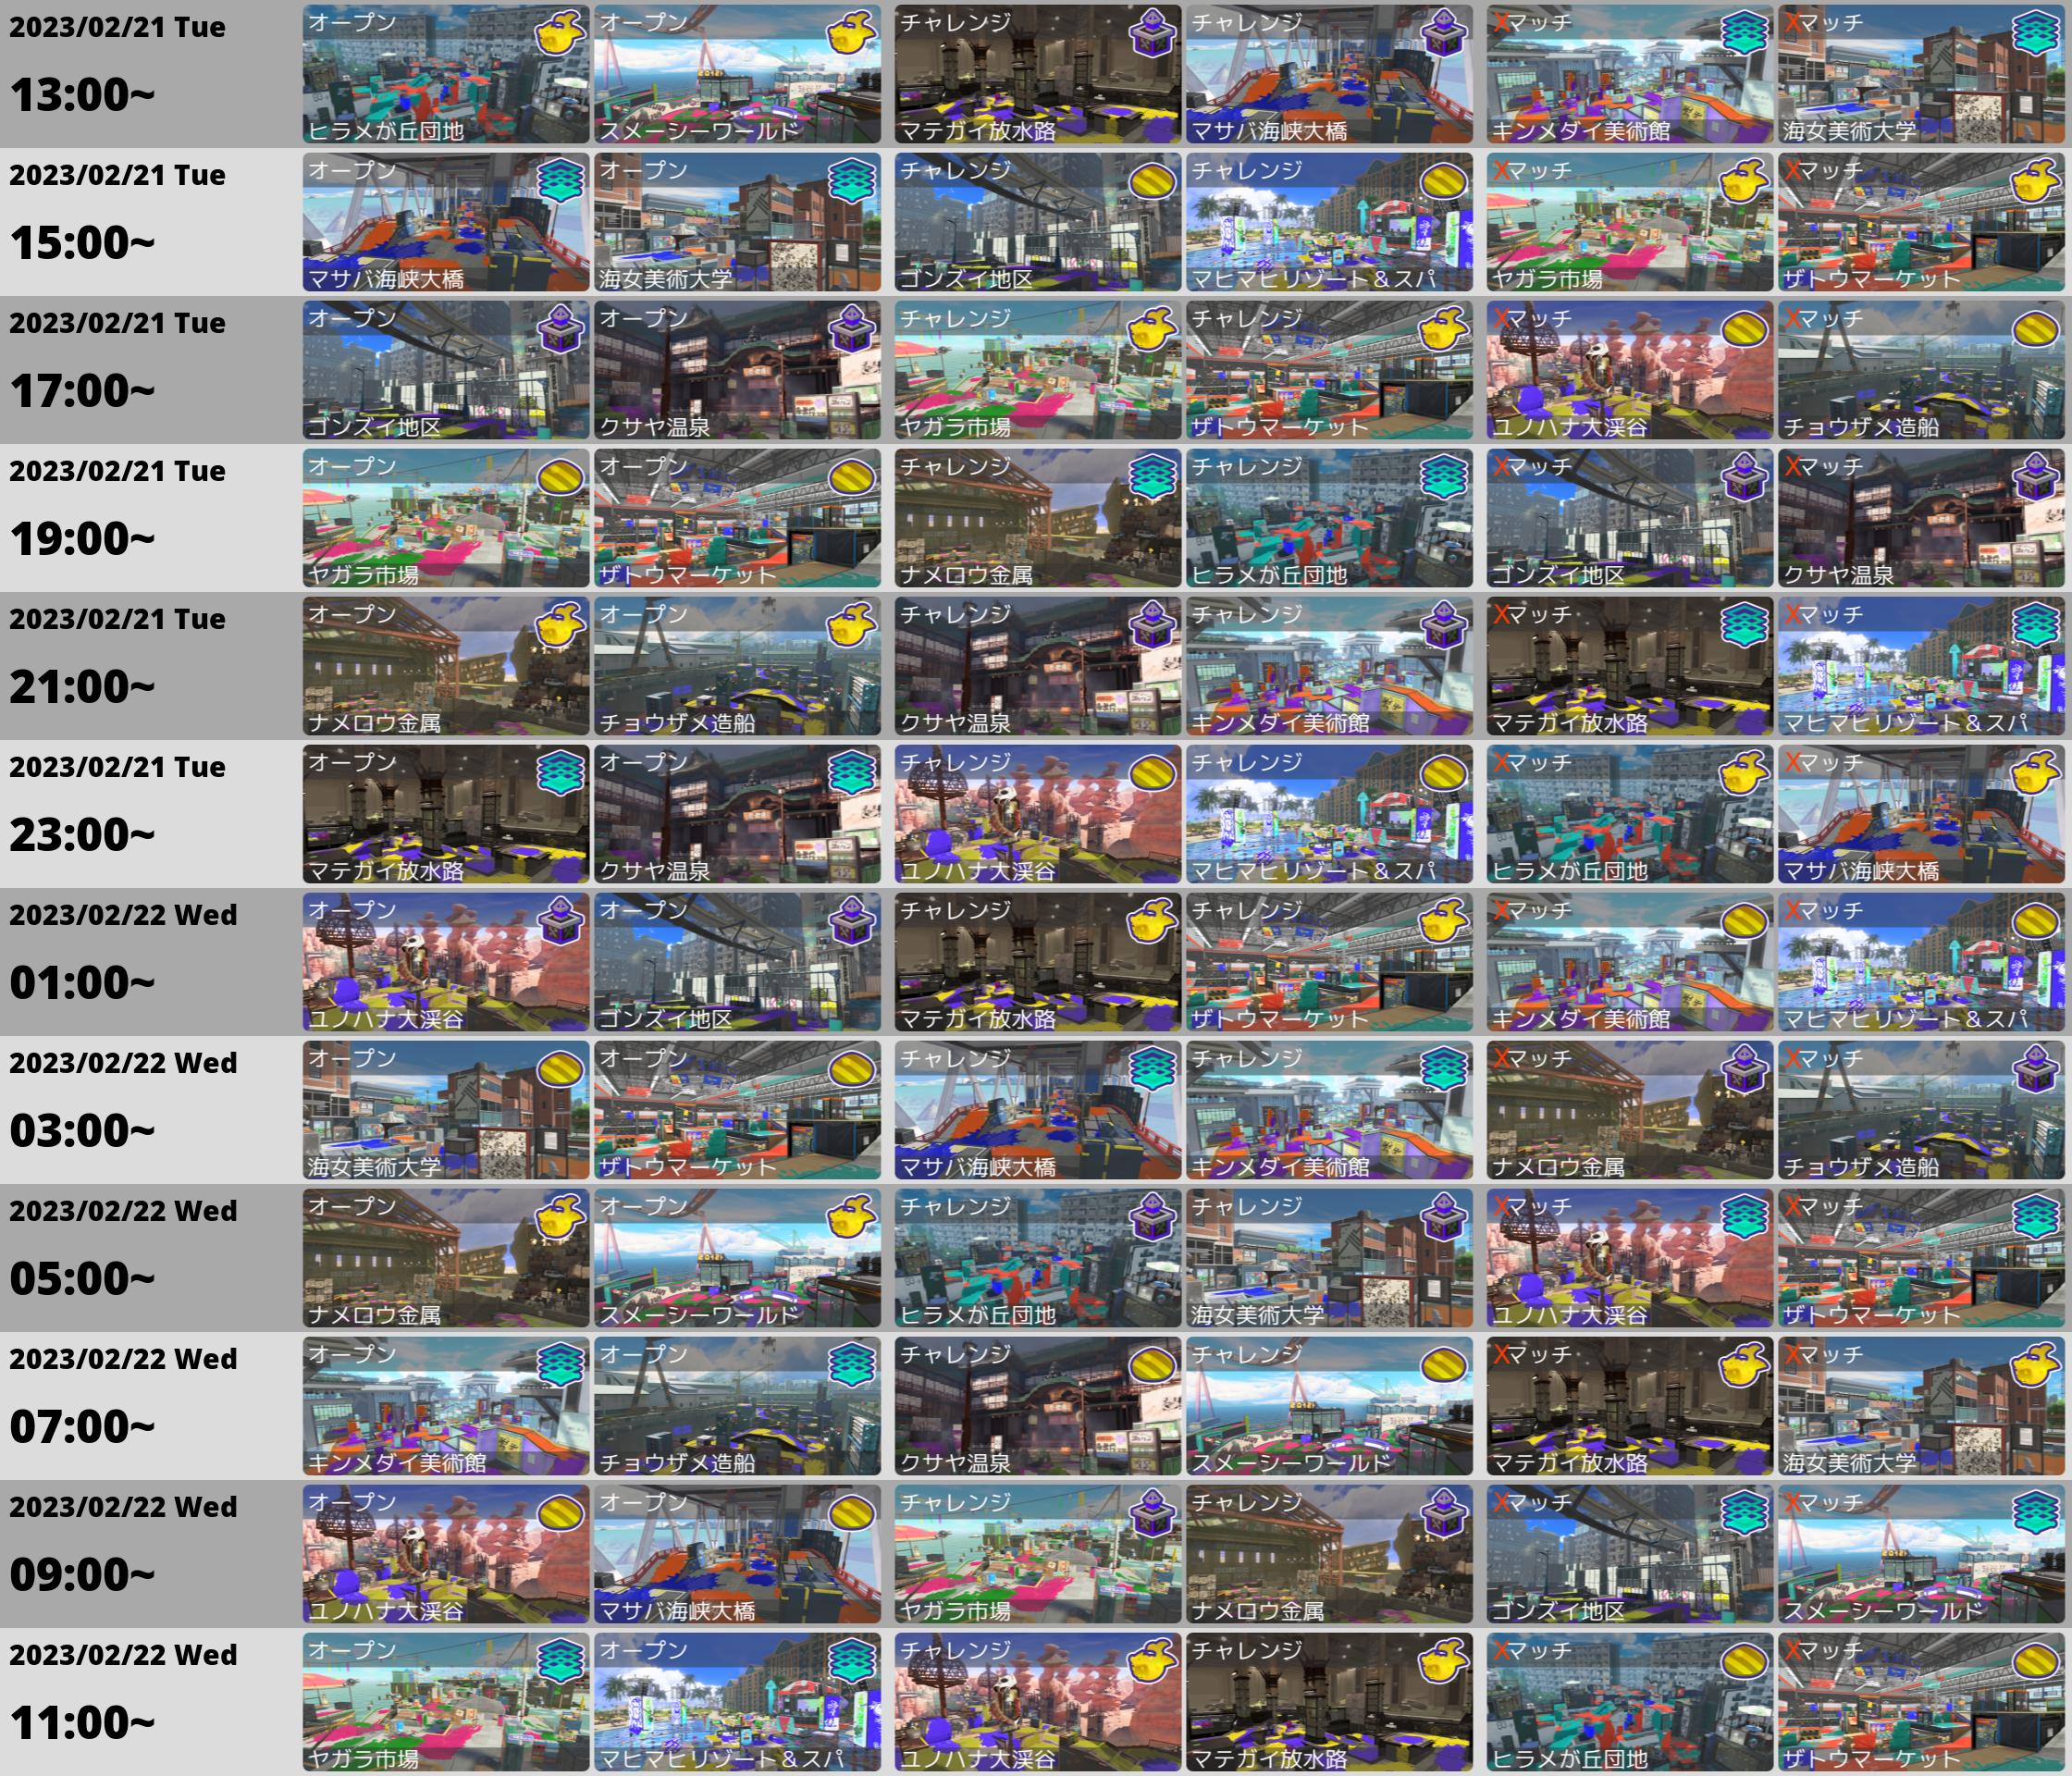 2023/02/21 Tue
13:00~
オープン
ヒラメが丘団地
オープン
スメーシーワールド
チャレンジ
マテガイ放水路
チャレンジ
マサバ海峡大橋
Xマッチ
キンメダイ美術館
Xマッチ
海女美術大学
2023/02/21 Tue
15:00~
オープン
マサバ海峡大橋
オープン
海女美術大学
チャレンジ
ゴンズイ地区
チャレンジ
マヒマヒリゾート＆スパ
Xマッチ
ヤガラ市場
Xマッチ
ザトウマーケット
2023/02/21 Tue
17:00~
オープン
ゴンズイ地区
オープン
クサヤ温泉
チャレンジ
ヤガラ市場
チャレンジ
ザトウマーケット
Xマッチ
ユノハナ大渓谷
Xマッチ
チョウザメ造船
2023/02/21 Tue
19:00~
オープン
ヤガラ市場
オープン
ザトウマーケット
チャレンジ
ナメロウ金属
チャレンジ
ヒラメが丘団地
Xマッチ
ゴンズイ地区
Xマッチ
クサヤ温泉
2023/02/21 Tue
21:00~
オープン
ナメロウ金属
オープン
チョウザメ造船
チャレンジ
クサヤ温泉
チャレンジ
キンメダイ美術館
Xマッチ
マテガイ放水路
Xマッチ
マヒマヒリゾート＆スパ
2023/02/21 Tue
23:00~
オープン
マテガイ放水路
オープン
クサヤ温泉
チャレンジ
ユノハナ大渓谷
チャレンジ
マヒマヒリゾート＆スパ
Xマッチ
ヒラメが丘団地
Xマッチ
マサバ海峡大橋
2023/02/22 Wed
01:00~
オープン
ユノハナ大渓谷
オープン
ゴンズイ地区
チャレンジ
マテガイ放水路
チャレンジ
ザトウマーケット
Xマッチ
キンメダイ美術館
Xマッチ
マヒマヒリゾート＆スパ
2023/02/22 Wed
03:00~
オープン
海女美術大学
オープン
ザトウマーケット
チャレンジ
マサバ海峡大橋
チャレンジ
キンメダイ美術館
Xマッチ
ナメロウ金属
Xマッチ
チョウザメ造船
2023/02/22 Wed
05:00~
オープン
ナメロウ金属
オープン
スメーシーワールド
チャレンジ
ヒラメが丘団地
チャレンジ
海女美術大学
Xマッチ
ユノハナ大渓谷
Xマッチ
ザトウマーケット
2023/02/22 Wed
07:00~
オープン
キンメダイ美術館
オープン
チョウザメ造船
チャレンジ
クサヤ温泉
チャレンジ
スメーシーワールド
Xマッチ
マテガイ放水路
Xマッチ
海女美術大学
2023/02/22 Wed
09:00~
オープン
ユノハナ大渓谷
オープン
マサバ海峡大橋
チャレンジ
ヤガラ市場
チャレンジ
ナメロウ金属
Xマッチ
ゴンズイ地区
Xマッチ
スメーシーワールド
2023/02/22 Wed
11:00~
オープン
ヤガラ市場
オープン
マヒマヒリゾート＆スパ
チャレンジ
ユノハナ大渓谷
チャレンジ
マテガイ放水路
Xマッチ
ヒラメが丘団地
Xマッチ
ザトウマーケット